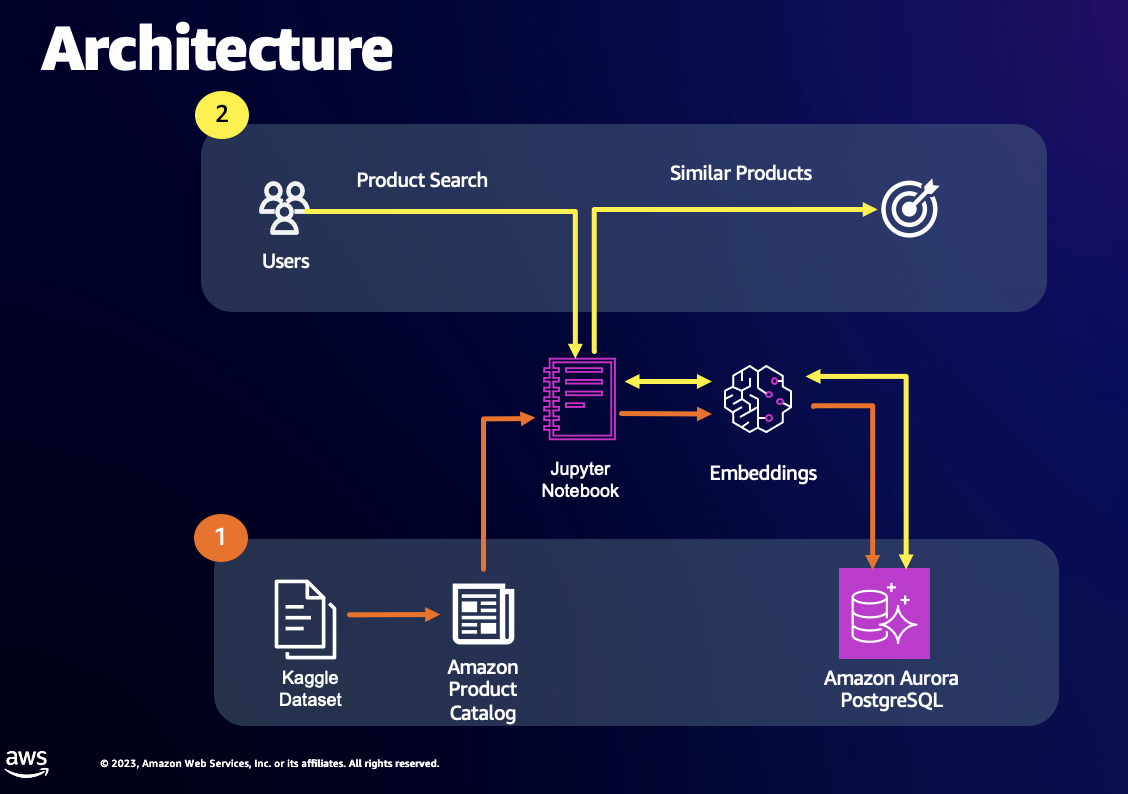 Architecture
2
Product Search
Similar Products
Users
Jupyter
Notebook
Embeddings
1
Kaggle
Dataset
Amazon
Product
Catalog
Amazon Aurora
PostgreSQL
aws
© 2023, Amazon Web Services, Inc. or its affiliates. All rights reserved.